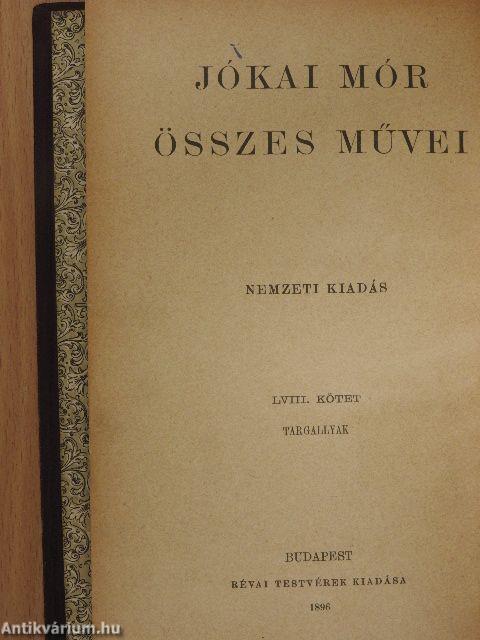 JÓKAI MÓR
ÖSSZES MŰVEI
NEMZETI KIADÁS
LVIII. KÖTET
TARGALLYAK
BUDAPEST
RÉVAI TESTVÉREK KIADÁSA
1896
Antikvárium.hu